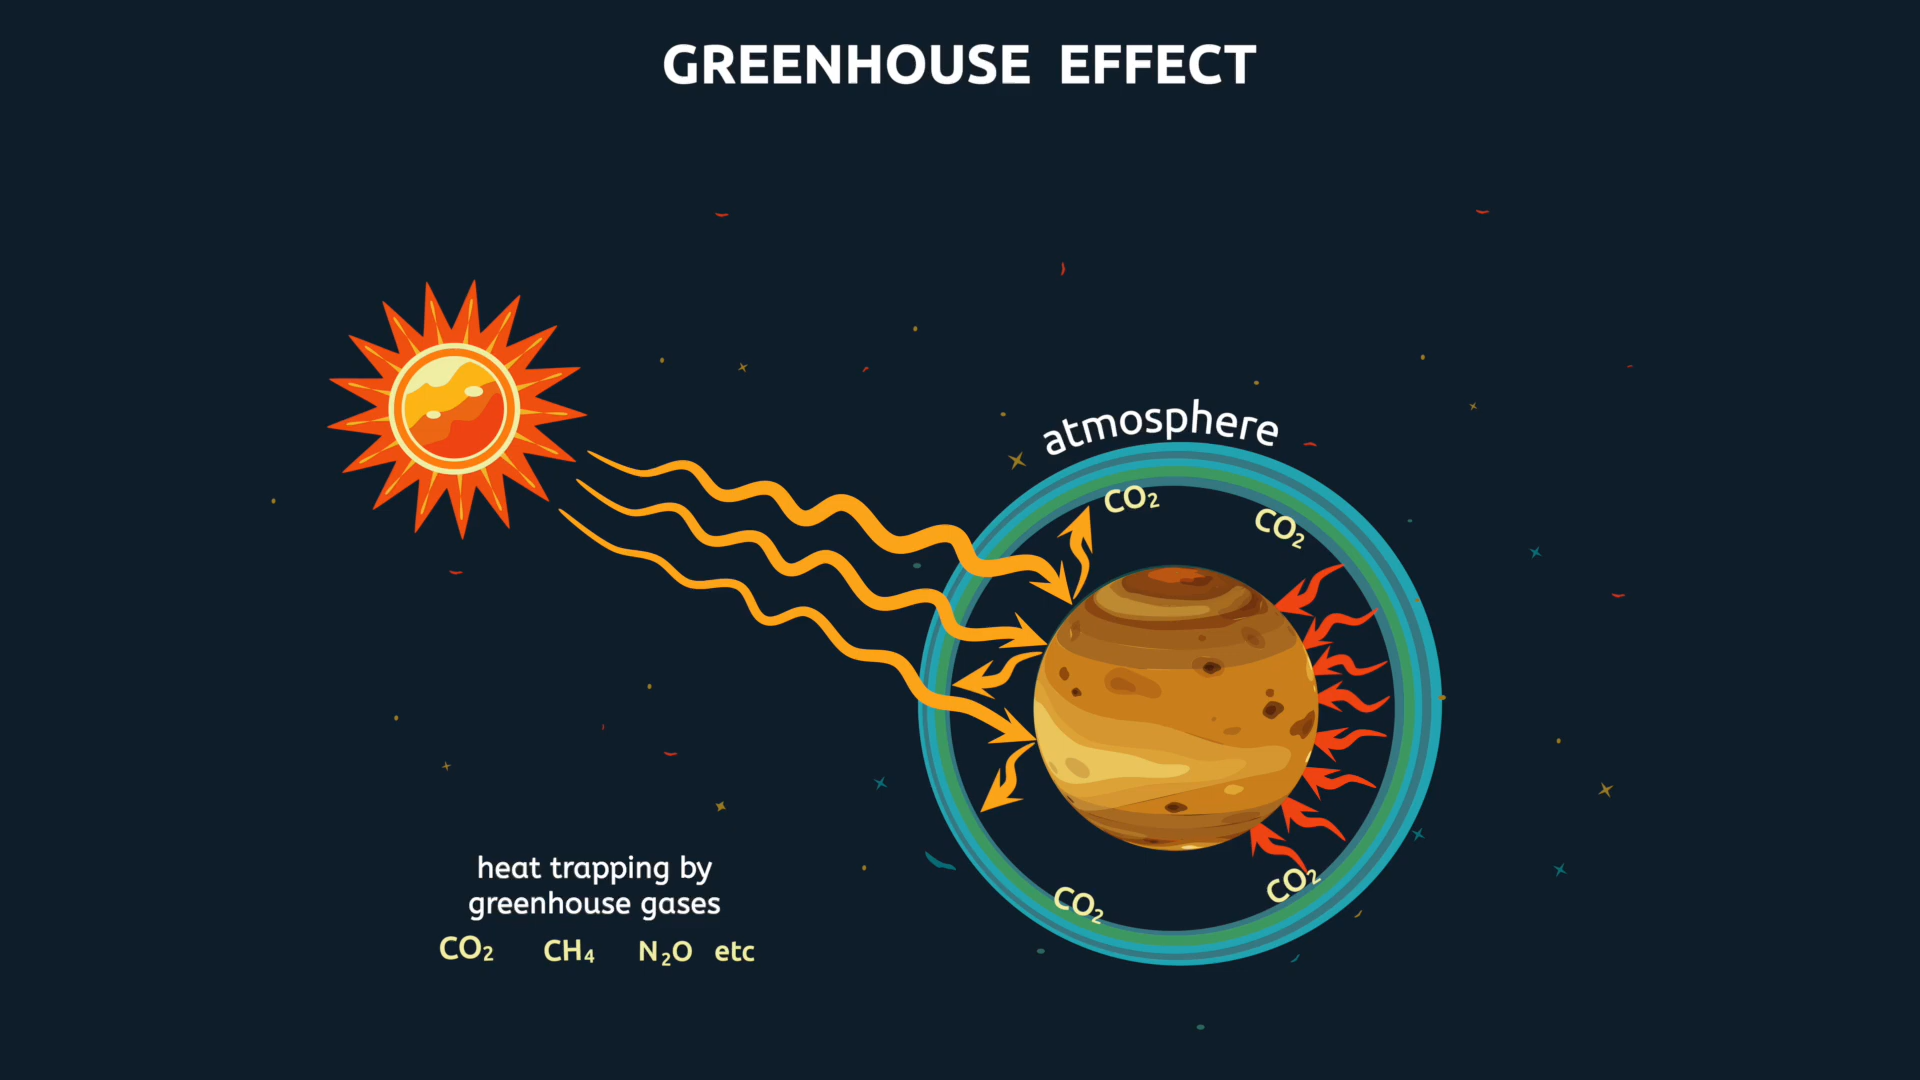 GREENHOUSE EFFECT
atmosphere
CO₂
CO₂
CO₂
CO₂
heat trapping by
greenhouse gases
CO₂ CH₄ N₂O etc